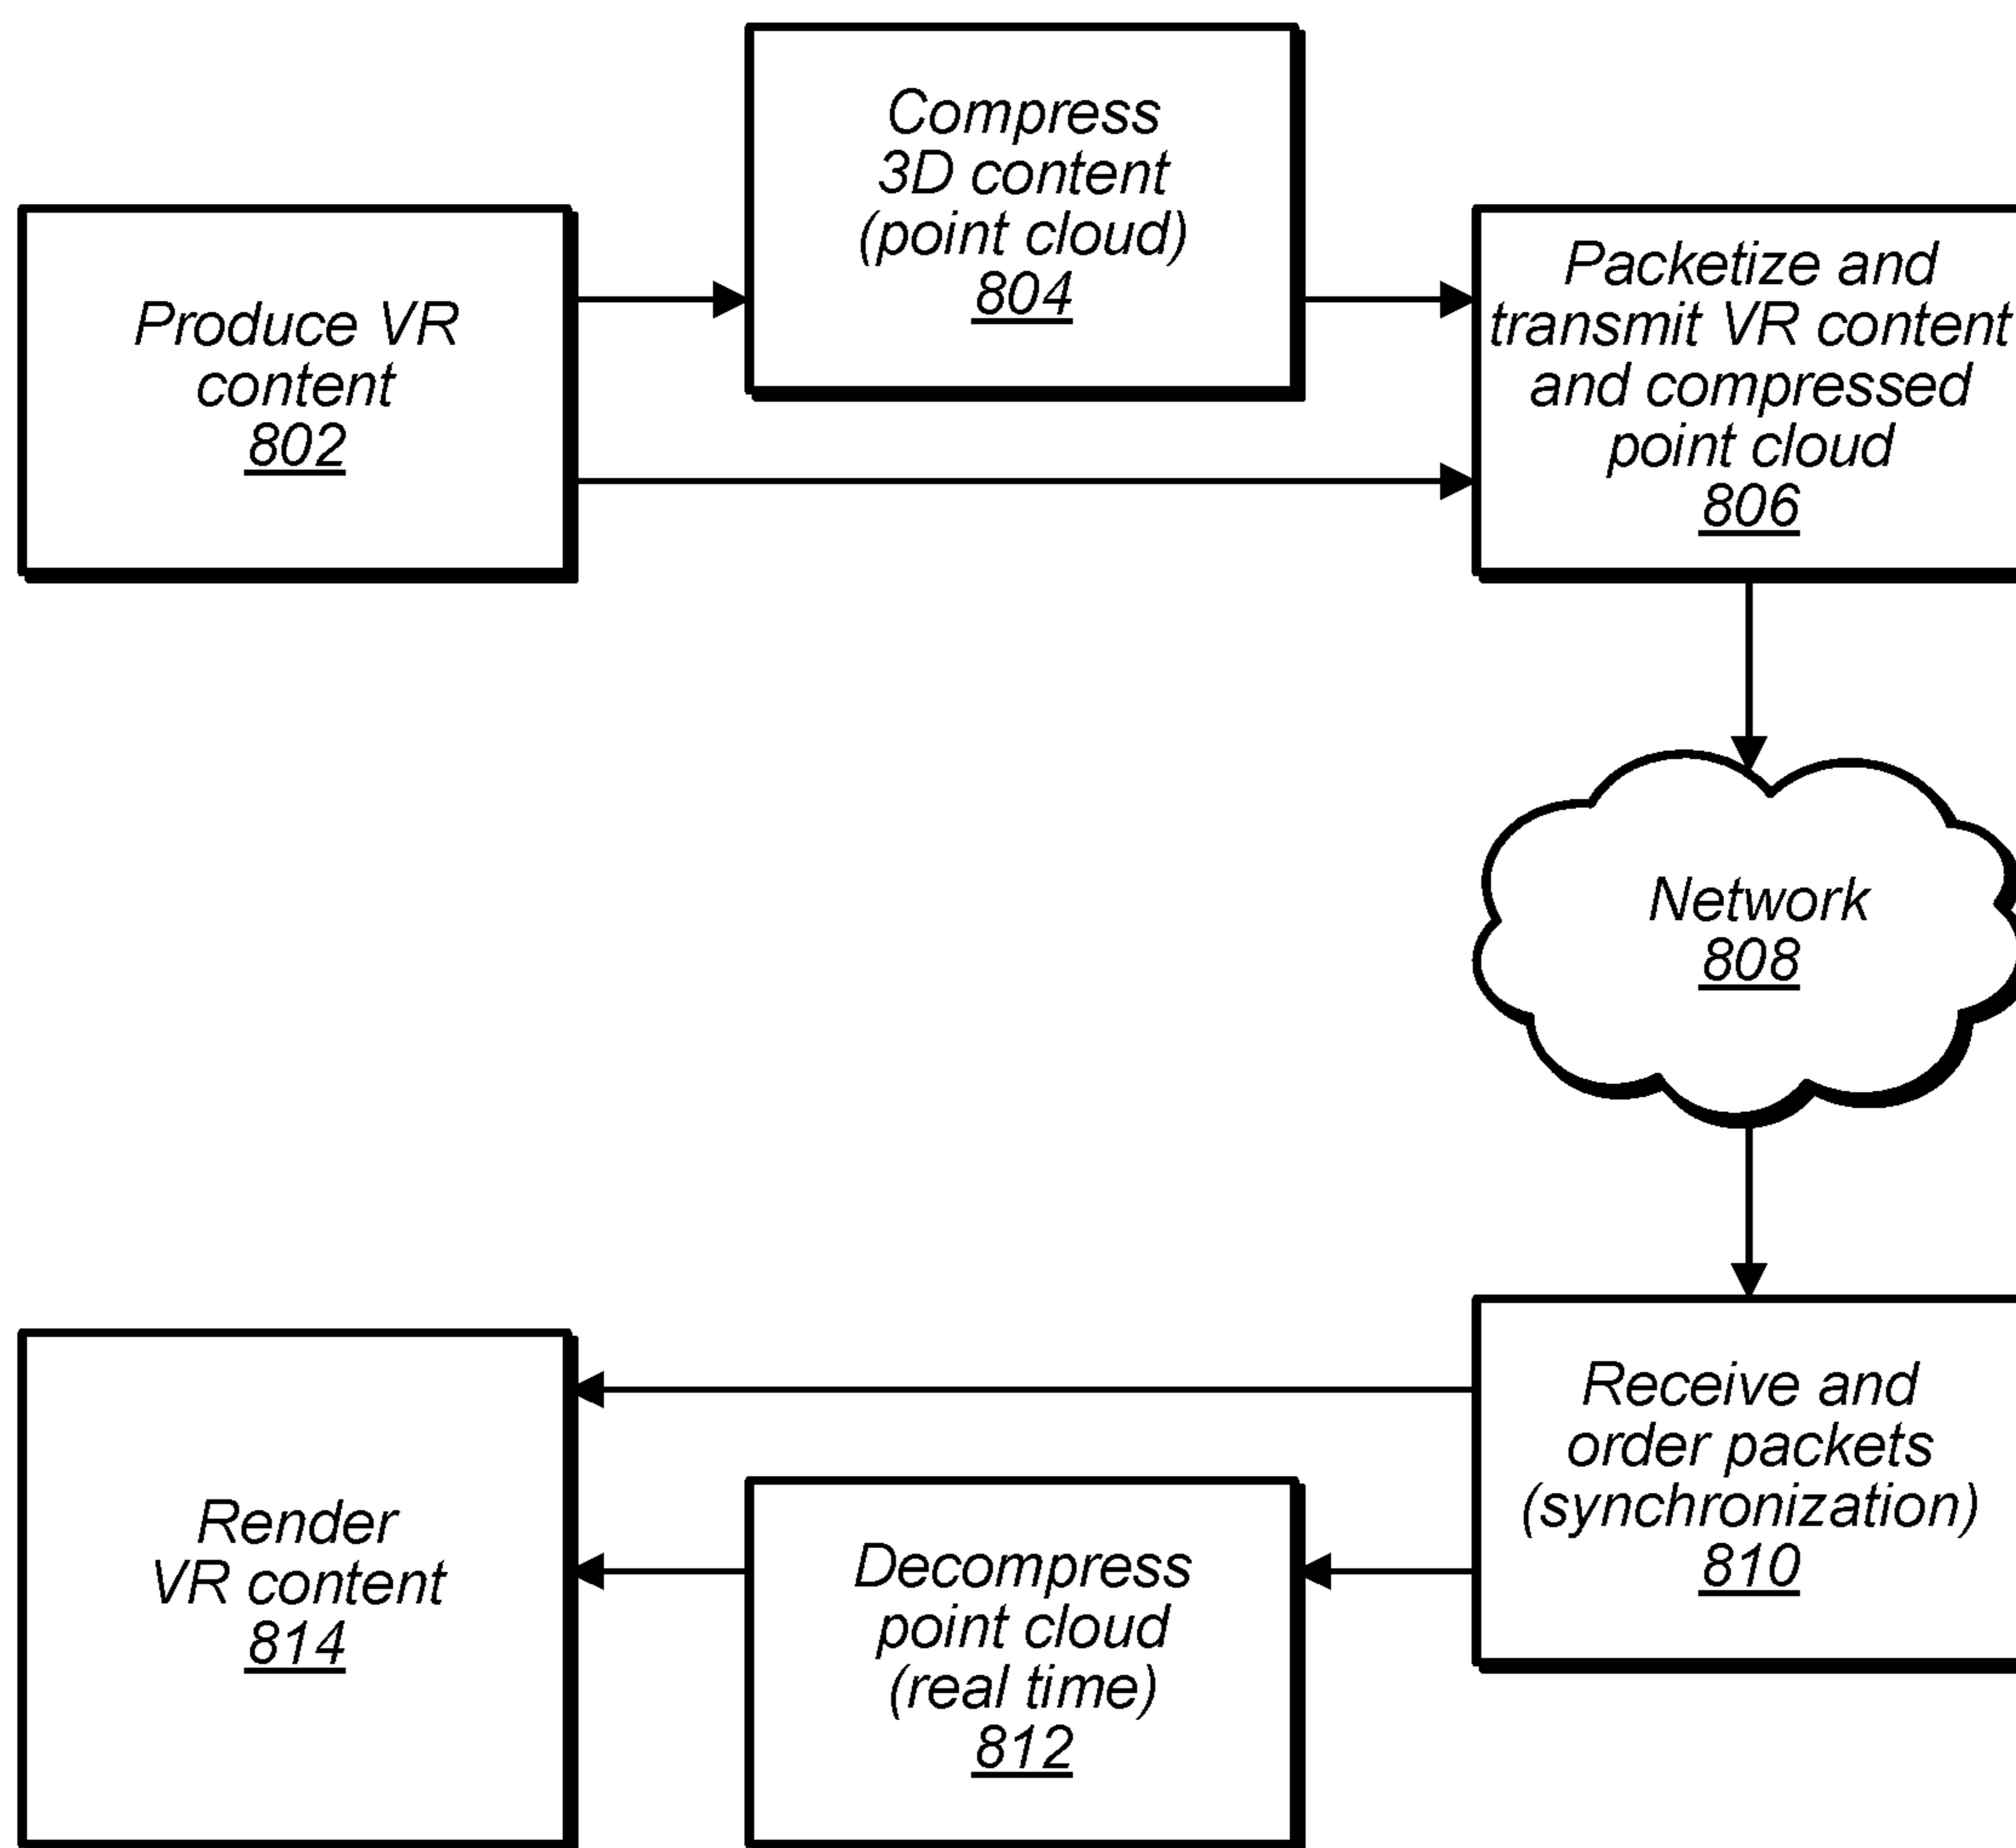 Produce VR
content
802
Compress
3D content
(point cloud)
804
Packetize and
transmit VR content
and compressed
point cloud
806
Network
808
Receive and
order packets
(synchronization)
810
Decompress
point cloud
(real time)
812
Render
VR content
814